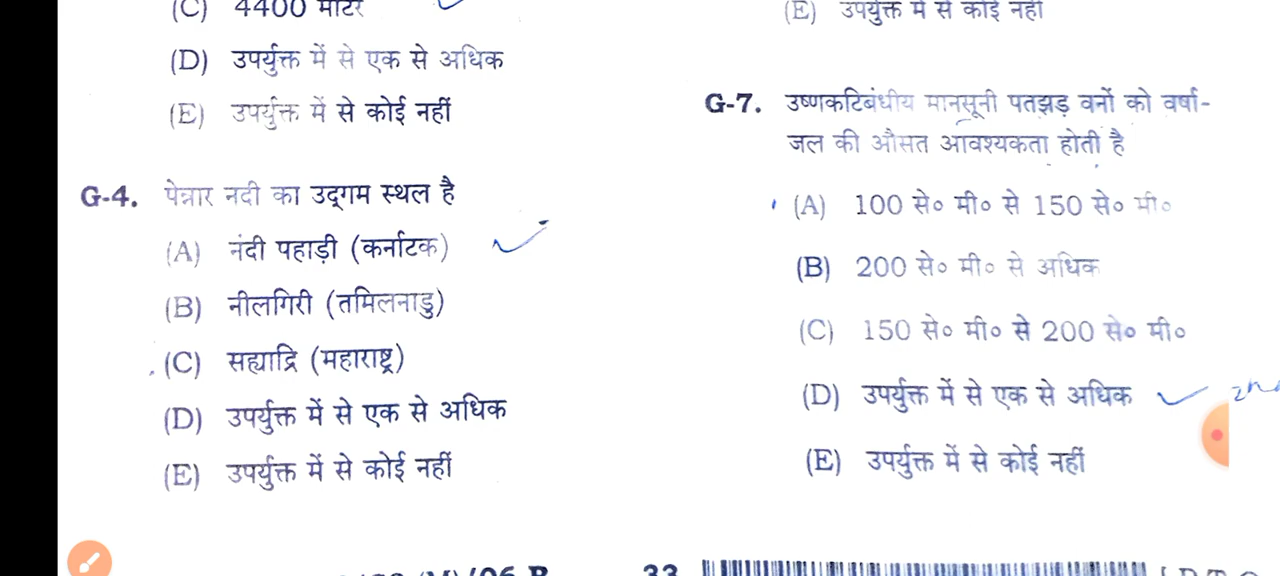 (C) 4400 मीटर
(D) उपर्युक्त में से एक से अधिक
(E) उपर्युक्त में से कोई नहीं
G-4. पेन्नार नदी का उद्‌गम स्थल है
(A) नंदी पहाड़ी (कर्नाटक)
(B) नीलगिरी (तमिलनाडु)
(C) सह्याद्रि (महाराष्ट्र)
(D) उपर्युक्त में से एक से अधिक
(E) उपर्युक्त में से कोई नहीं
(E) उपर्युक्त में से कोई नहीं
G-7. उष्णकटिबंधीय मानसूनी पतझड़ वनों को वर्षा-
जल की औसत आवश्यकता होती है
(A) 100 से० मी० से 150 से० मी०
(B) 200 से० मी० से अधिक
(C) 150 से० मी० से 200 से० मी०
(D) उपर्युक्त में से एक से अधिक
(E) उपर्युक्त में से कोई नहीं
33